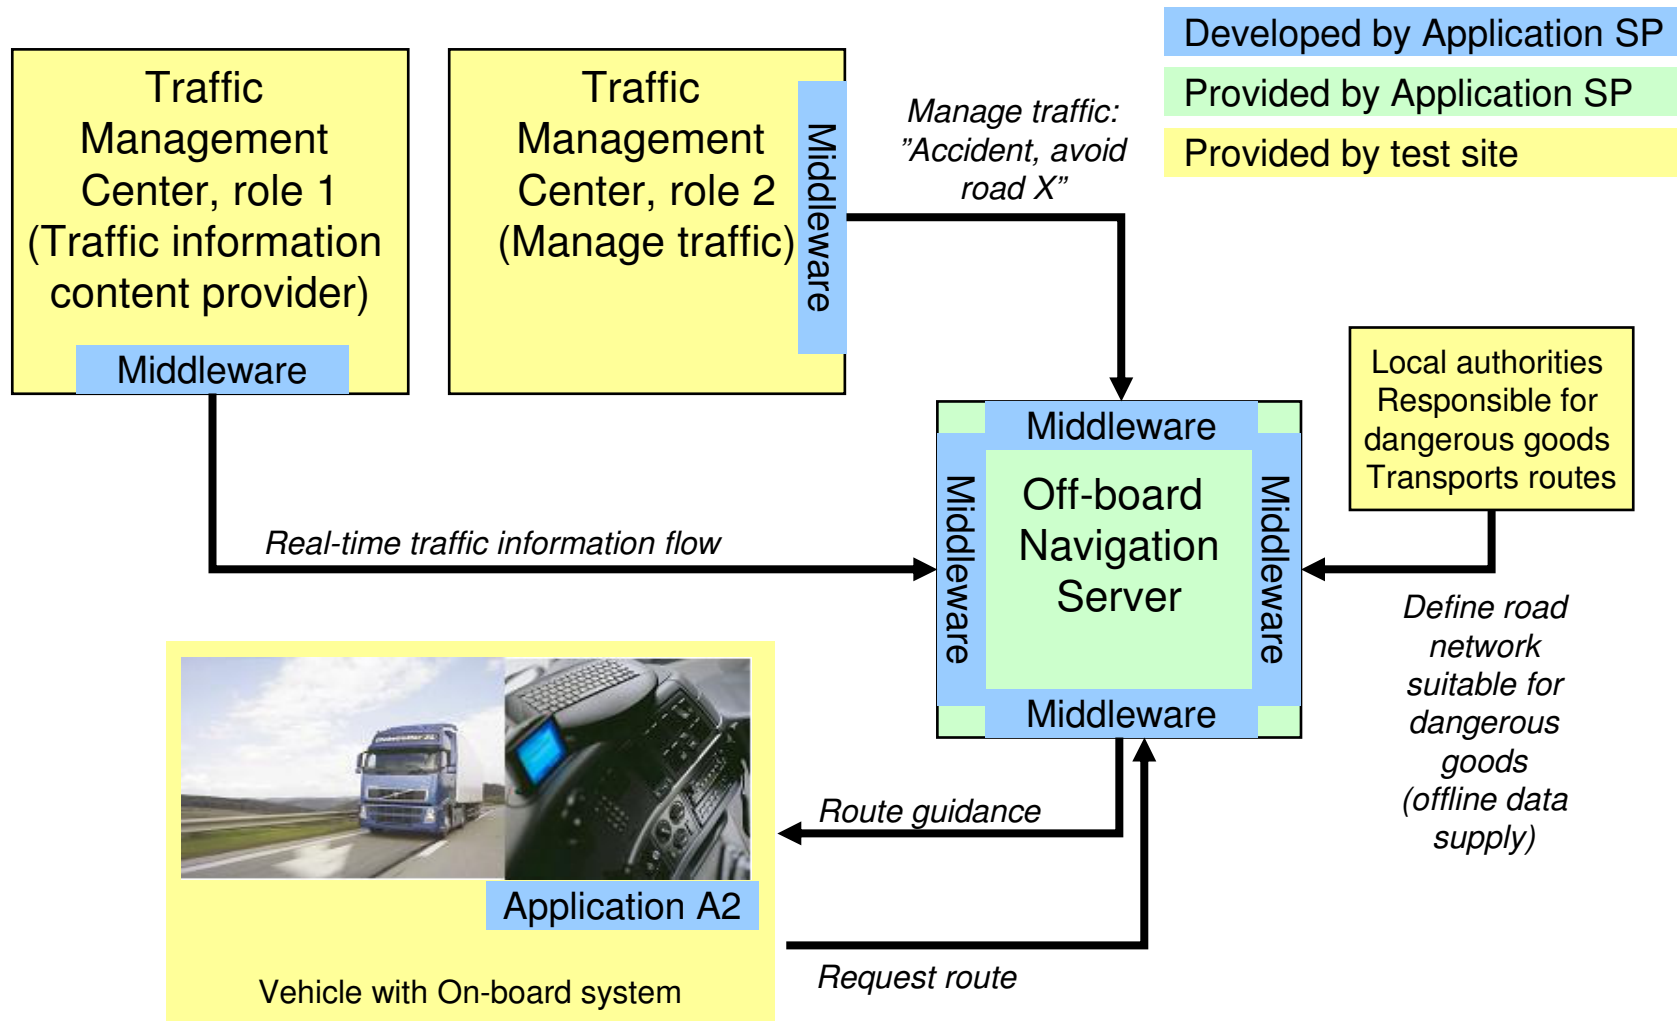 Developed by Application SP
Provided by Application SP
Provided by test site
Traffic
Management
Center, role 1
(Traffic information
content provider)
Middleware
Traffic
Management
Center, role 2
(Manage traffic)
Middleware
Manage traffic:
”Accident, avoid
road X”
Local authorities
Responsible for
dangerous goods
Transports routes
Middleware
Middleware
Off-board
Navigation
Server
Middleware
Middleware
Real-time traffic information flow
Define road
network
suitable for
dangerous
goods
(offline data
supply)
Route guidance
Application A2
Request route
Vehicle with On-board system